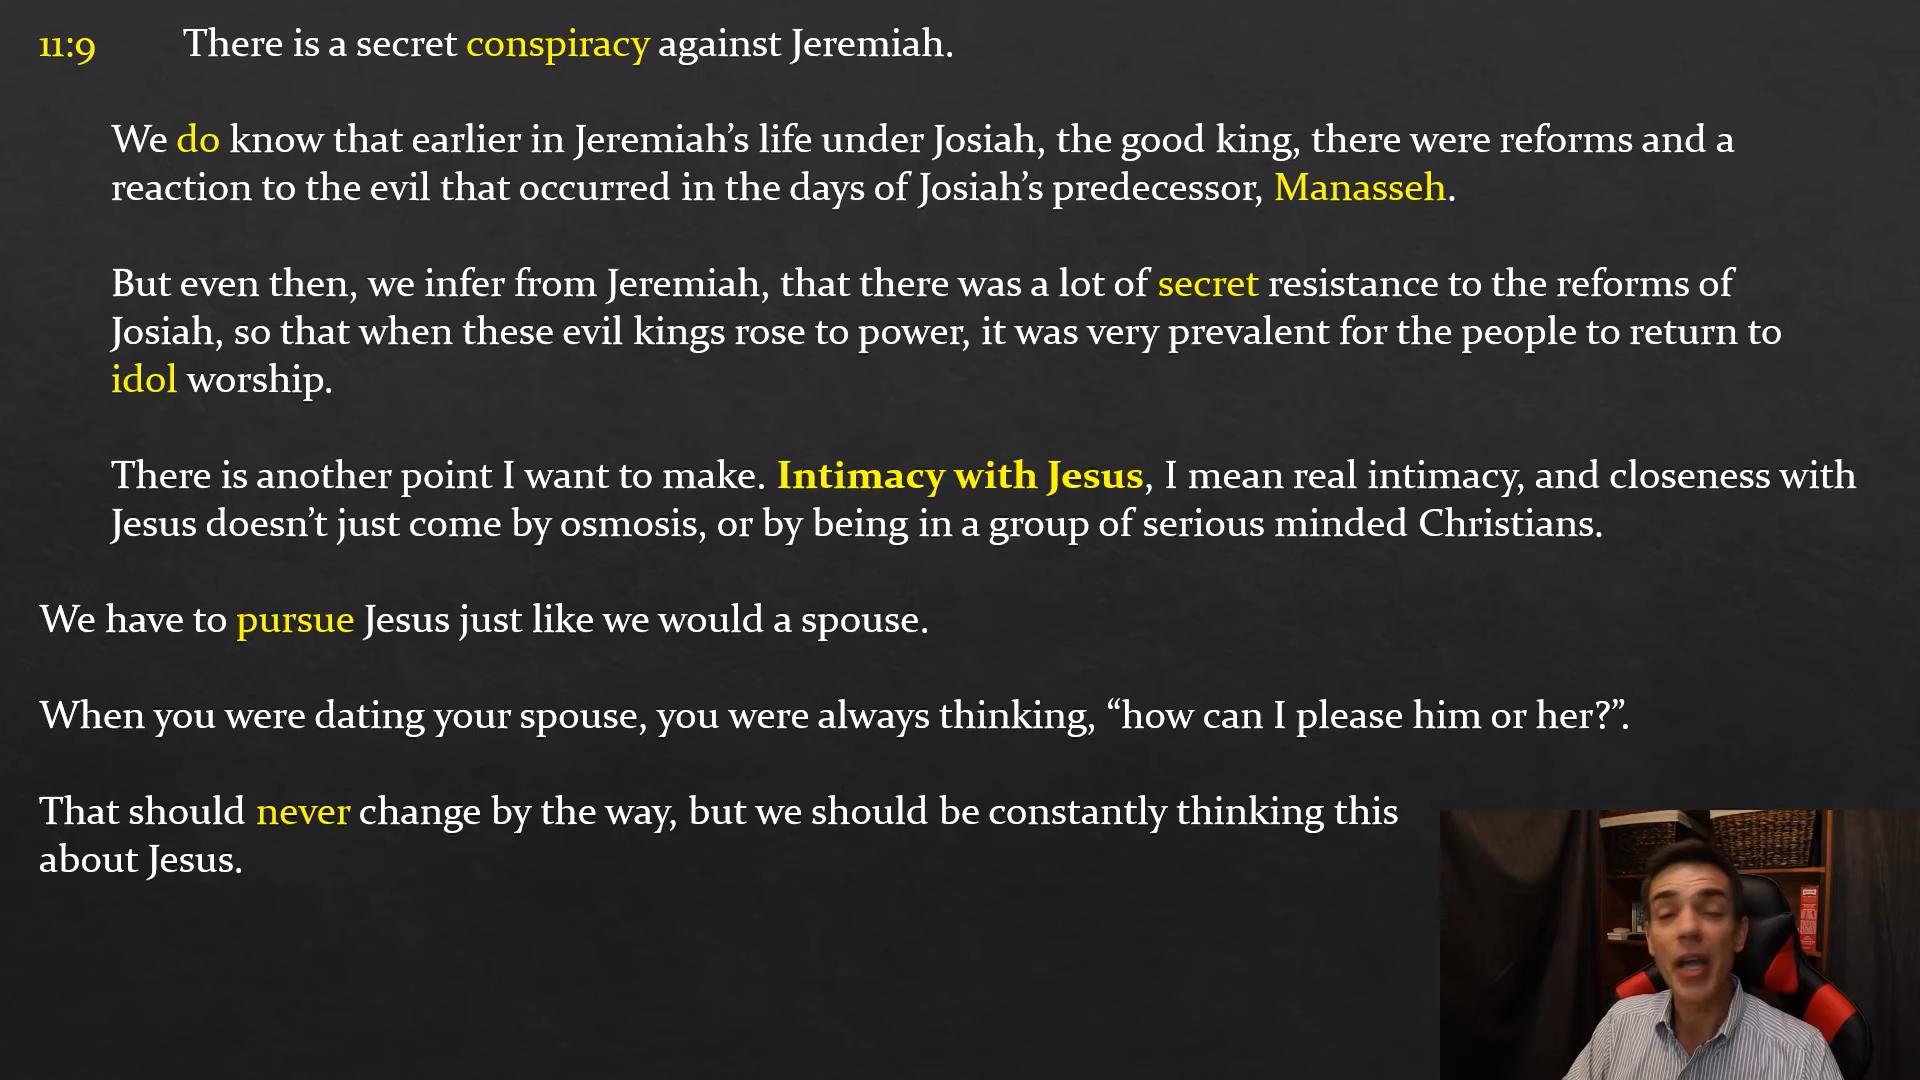 11:9 There is a secret conspiracy against Jeremiah.
We do know that earlier in Jeremiah’s life under Josiah, the good king, there were reforms and a
reaction to the evil that occurred in the days of Josiah’s predecessor, Manasseh.
But even then, we infer from Jeremiah, that there was a lot of secret resistance to the reforms of
Josiah, so that when these evil kings rose to power, it was very prevalent for the people to return to
idol worship.
There is another point I want to make. Intimacy with Jesus, I mean real intimacy, and closeness with
Jesus doesn’t just come by osmosis, or by being in a group of serious minded Christians.
We have to pursue Jesus just like we would a spouse.
When you were dating your spouse, you were always thinking, “how can I please him or her?”.
That should never change by the way, but we should be constantly thinking this
about Jesus.